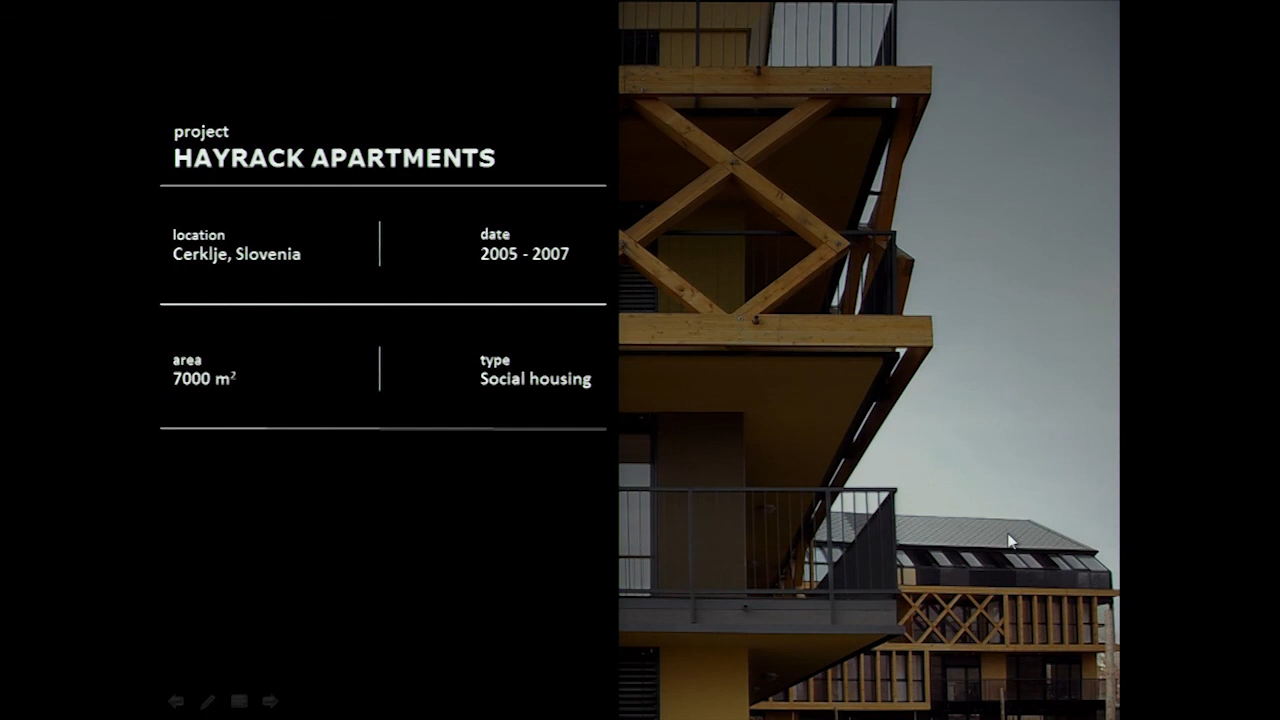 project
HAYRACK APARTMENTS
location
Cerklje, Slovenia
date
2005 - 2007
area
7000 m²
type
Social housing